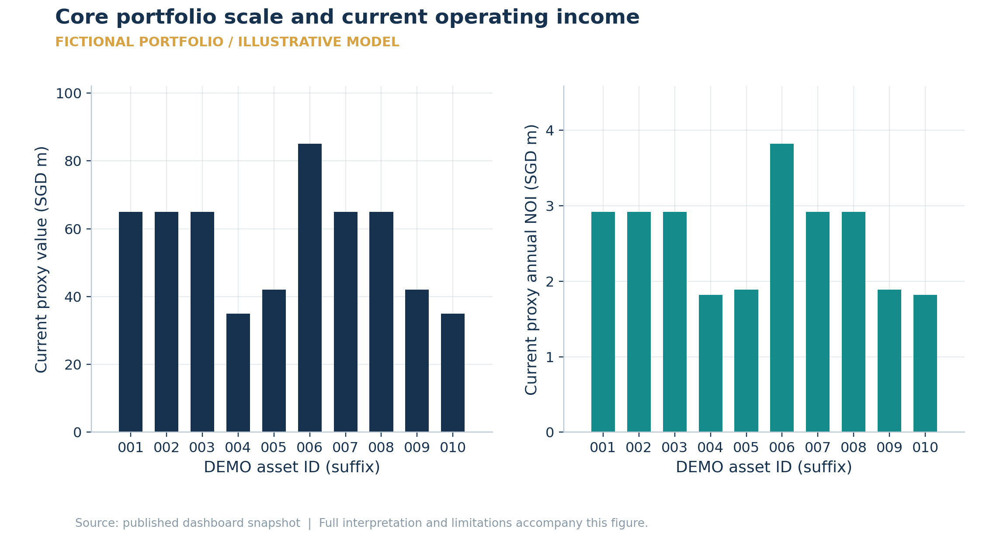 Core portfolio scale and current operating income
FICTIONAL PORTFOLIO / ILLUSTRATIVE MODEL
Current proxy value (SGD m)
100
80
60
40
20
0
001 002 003 004 005 006 007 008 009 010
DEMO asset ID (suffix)
Current proxy annual NOI (SGD m)
4
3
2
1
0
001 002 003 004 005 006 007 008 009 010
DEMO asset ID (suffix)
Source: published dashboard snapshot | Full interpretation and limitations accompany this figure.